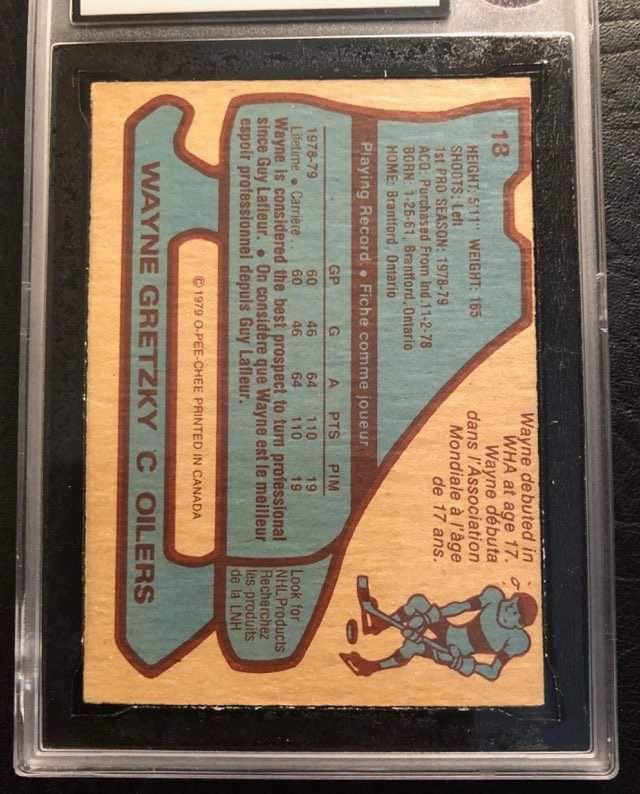 18
HEIGHT: 5'11" WEIGHT: 165
SHOOTS: Left
1st PRO SEASON: 1978-79
ACQ: Purchased From Ind.11-2-78
BORN: 1-26-61, Brantford, Ontario
HOME: Brantford, Ontario
Wayne debuted in
WHA at age 17.
Wayne débuta
dans l'Association
Mondiale à l'âge
de 17 ans.
Playing Record • Fiche comme joueur
GP G A PTS PIM
1978-79 60 46 64 110 19
Lifetime • Carrière .. 60 46 64 110 19
Wayne is considered the best prospect to turn professional
since Guy Lafleur. • On considère que Wayne est le meilleur
espoir professionnel depuis Guy Lafleur.
Look for
NHL Products
Recherchez
les produits
de la LNH
© 1979 O-PEE-CHEE PRINTED IN CANADA
WAYNE GRETZKY C OILERS